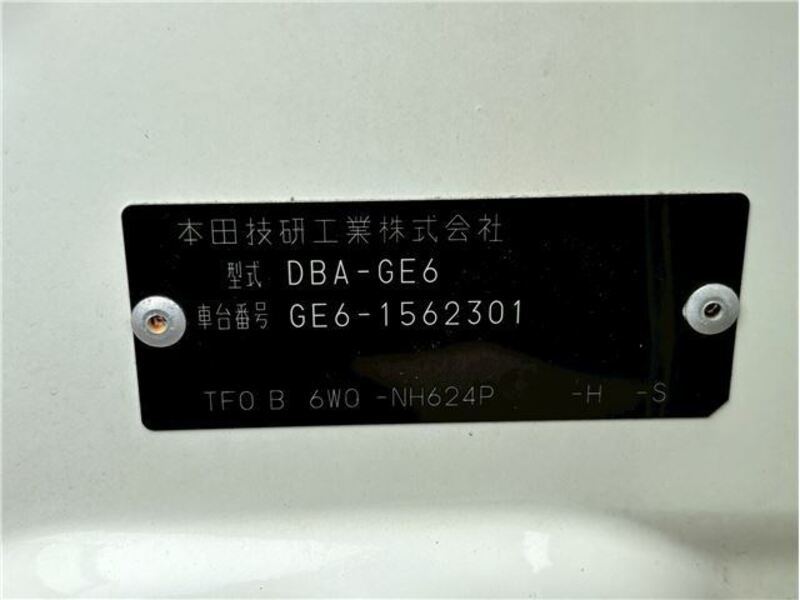 本田技研工業株式会社
型式 DBA-GE6
車台番号 GE6-1562301
TF0 B 6W0 -NH624P -H -S